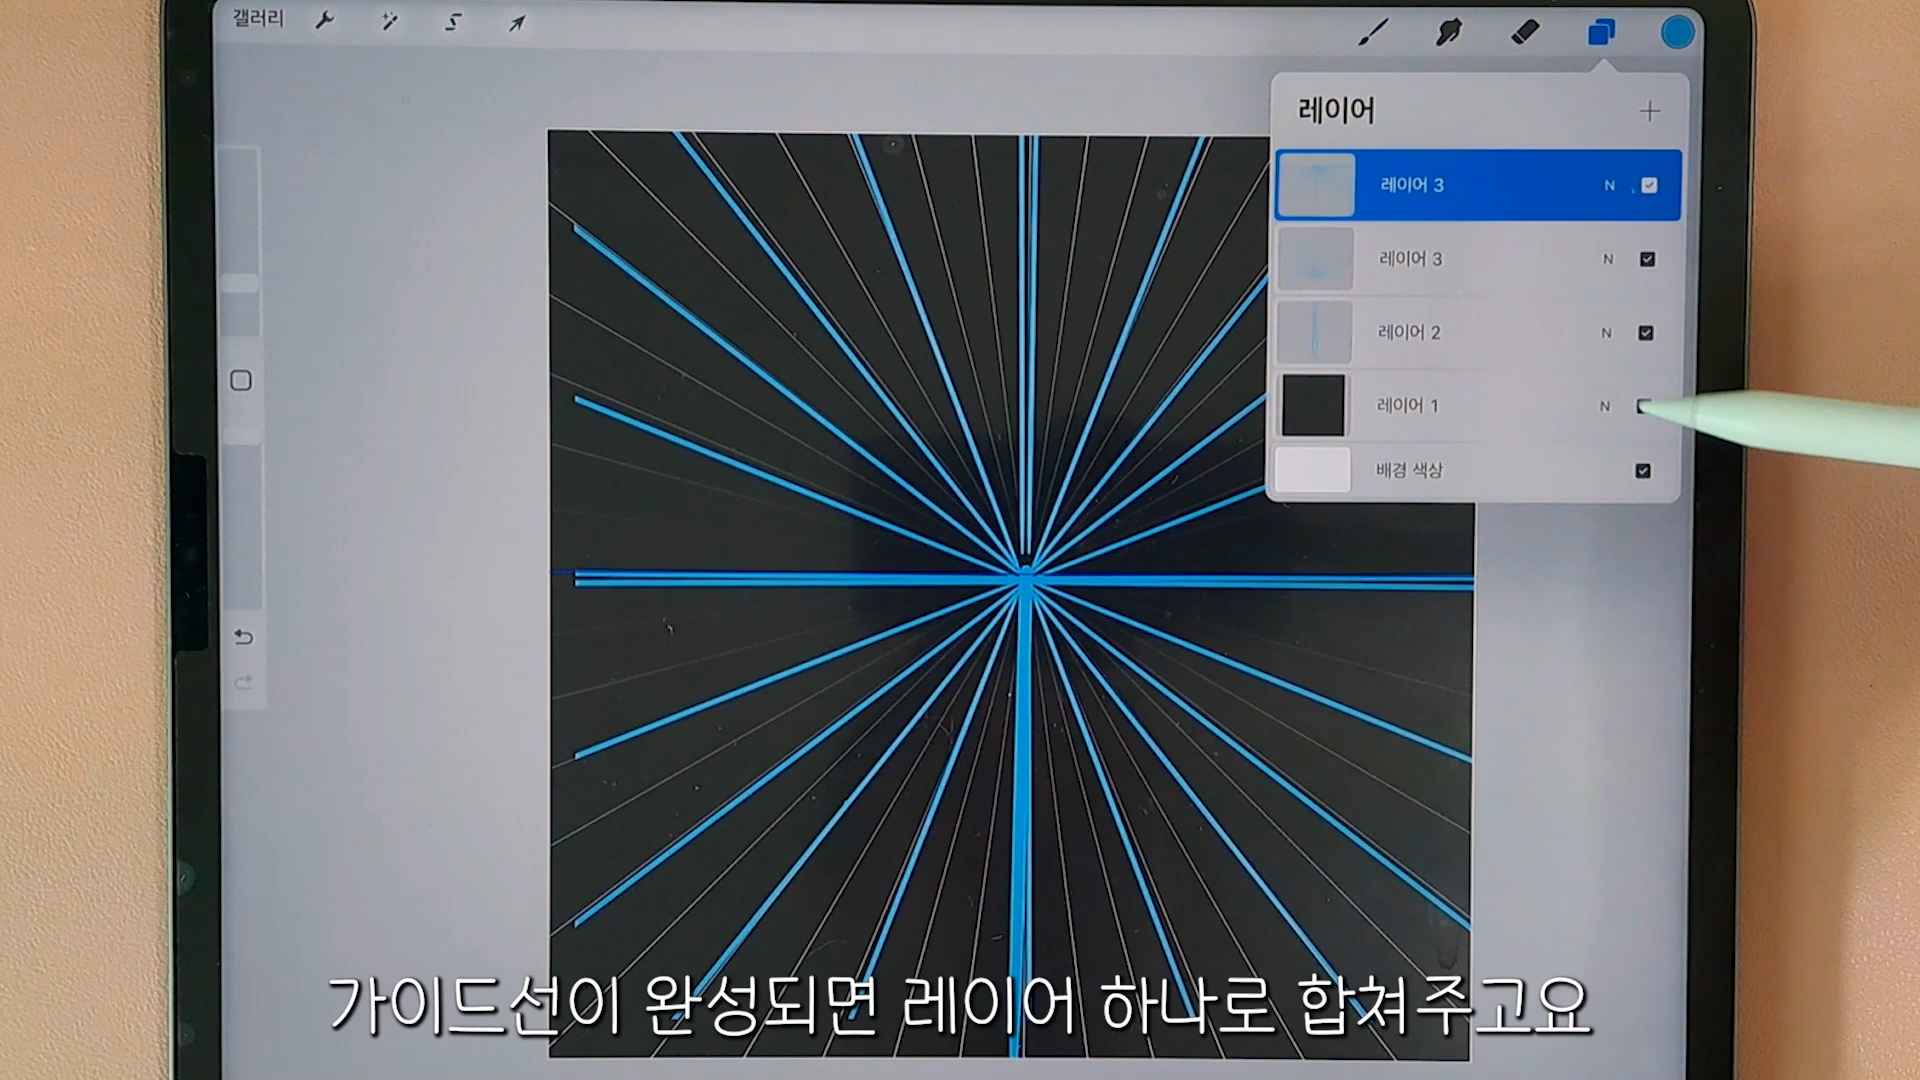 갤러리
레이어
레이어 3 N
레이어 3 N
레이어 2 N
레이어 1 N
배경 색상
가이드선이 완성되면 레이어 하나로 합쳐주고요